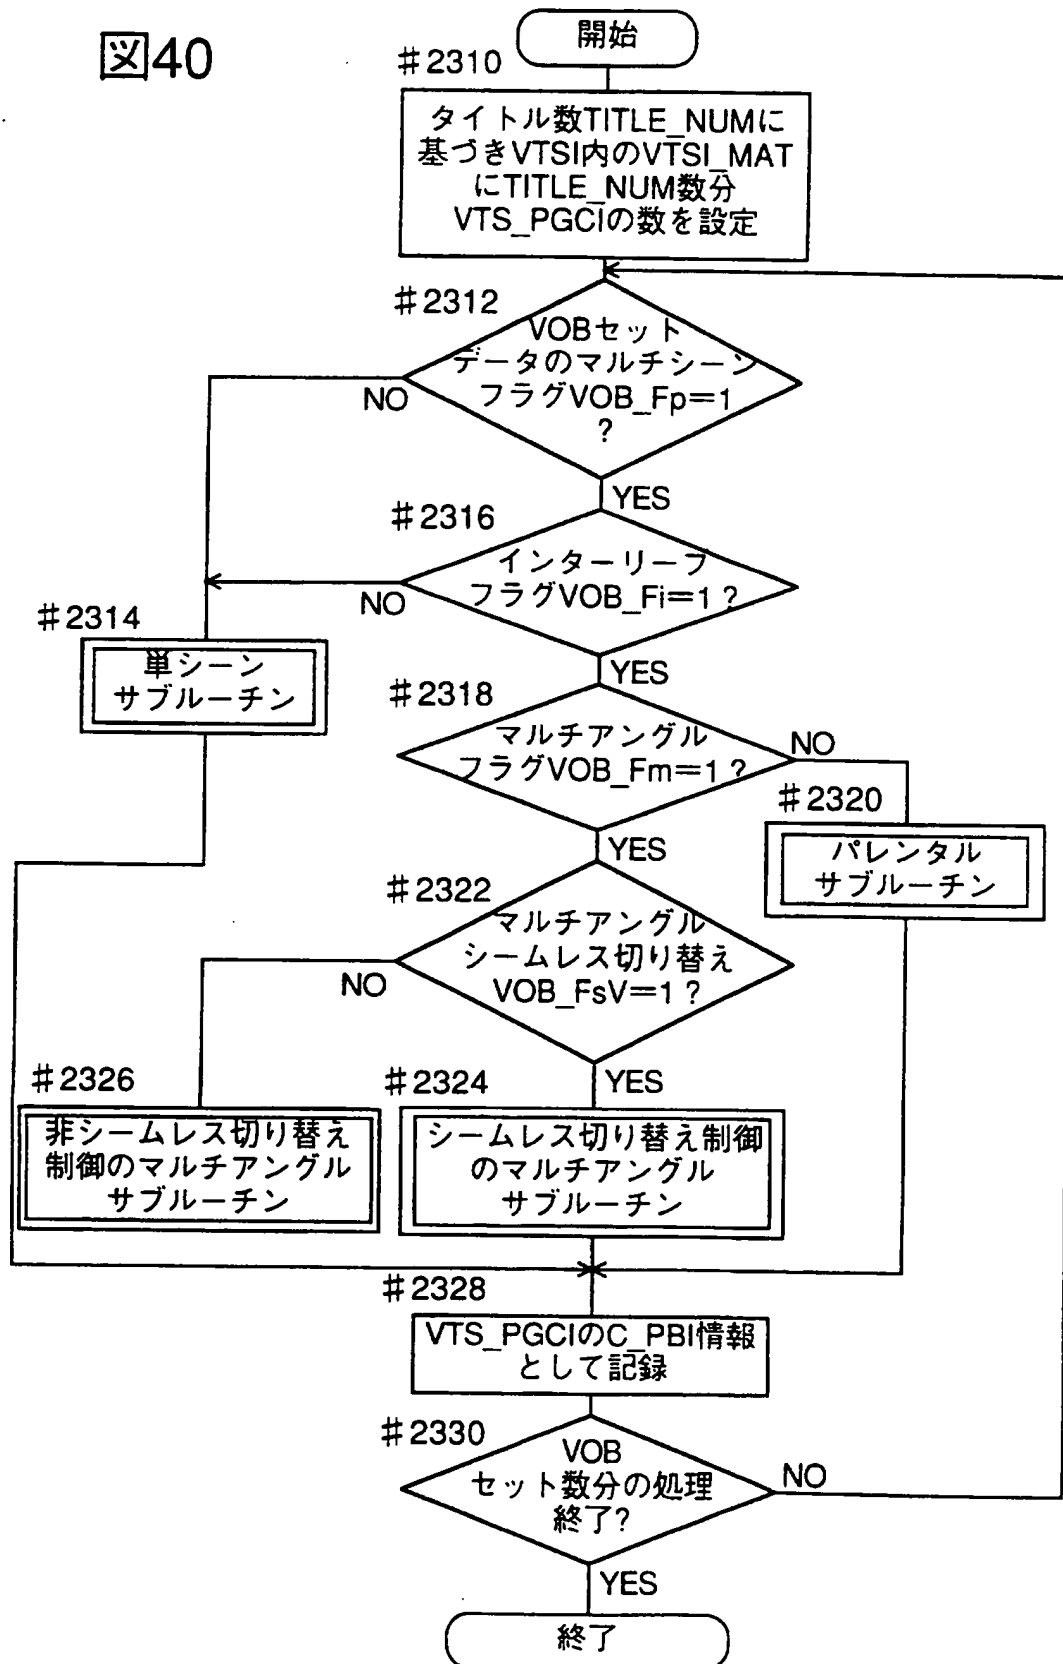 図40
開始
#2310
タイトル数TITLE_NUMに
基づきVTSI内のVTSI_MAT
にTITLE_NUM数分
VTS_PGCIの数を設定
#2312
VOBセット
データのマルチシーン
フラグVOB_Fp=1
?
NO
YES
#2316
インターリーブ
フラグVOB_Fi=1?
NO
YES
#2314
単シーン
サブルーチン
#2318
マルチアングル
フラグVOB_Fm=1?
NO
YES
#2320
パレンタル
サブルーチン
#2322
マルチアングル
シームレス切り替え
VOB_FsV=1?
NO
YES
#2326
非シームレス切り替え
制御のマルチアングル
サブルーチン
#2324
シームレス切り替え制御
のマルチアングル
サブルーチン
#2328
VTS_PGCIのC_PBI情報
として記録
#2330
VOB
セット数分の処理
終了?
NO
YES
終了